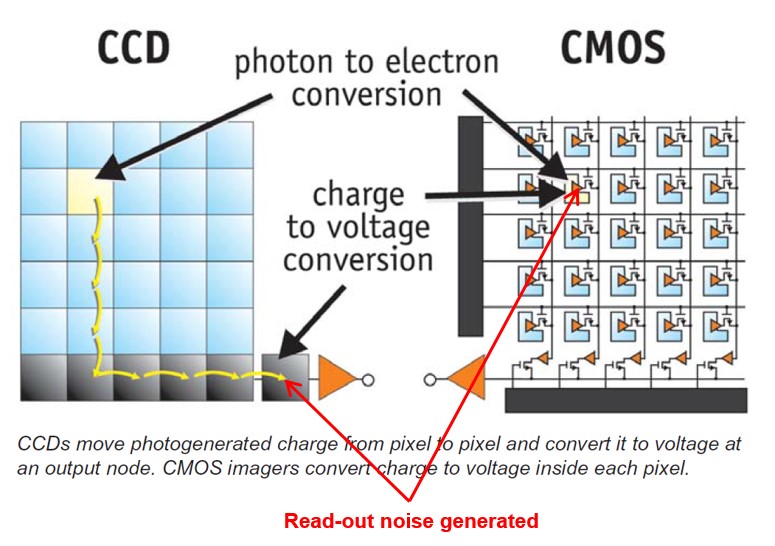 CCD
CMOS
photon to electron
conversion
charge
to voltage
conversion
CCDs move photogenerated charge from pixel to pixel and convert it to voltage at
an output node. CMOS imagers convert charge to voltage inside each pixel.
Read-out noise generated